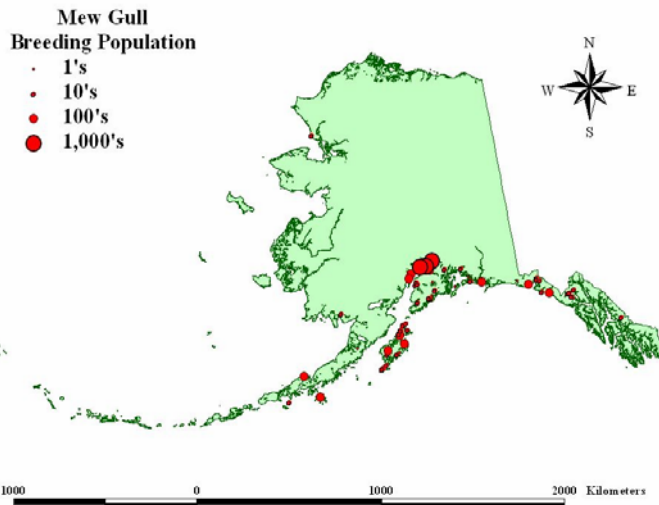 Mew Gull
Breeding Population
1's
10's
100's
1,000's
N
W E
S
1000 0 1000 2000 Kilometers